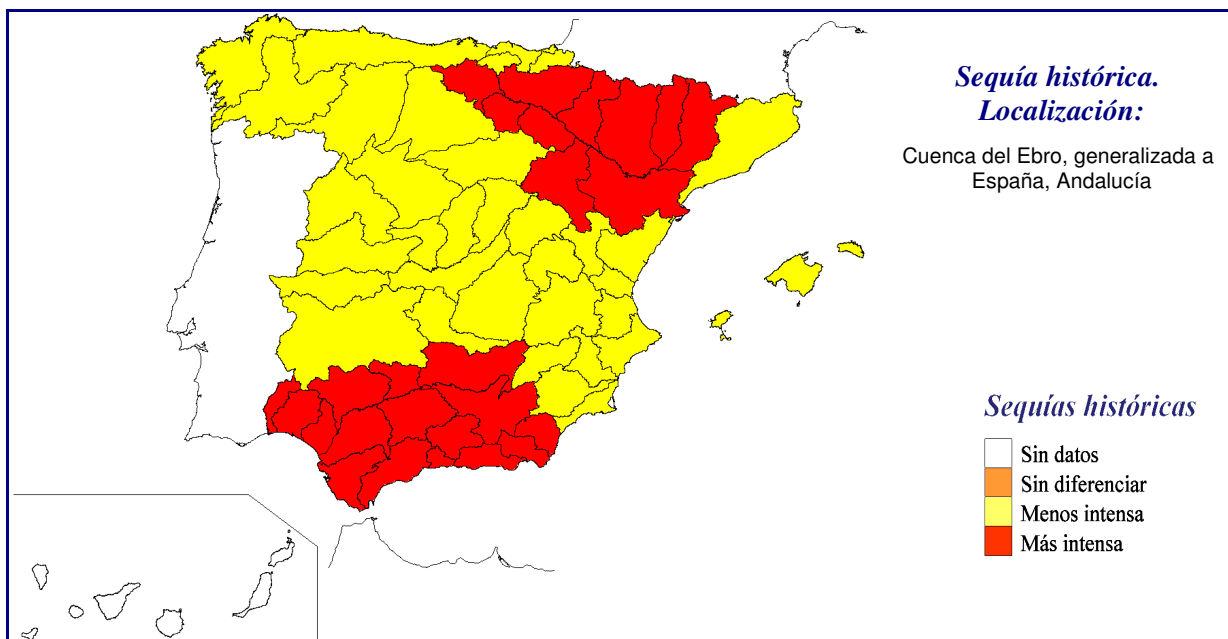 Sequía histórica.
Localización:
Cuenca del Ebro, generalizada a
España, Andalucía
Sequías históricas
Sin datos
Sin diferenciar
Menos intensa
Más intensa